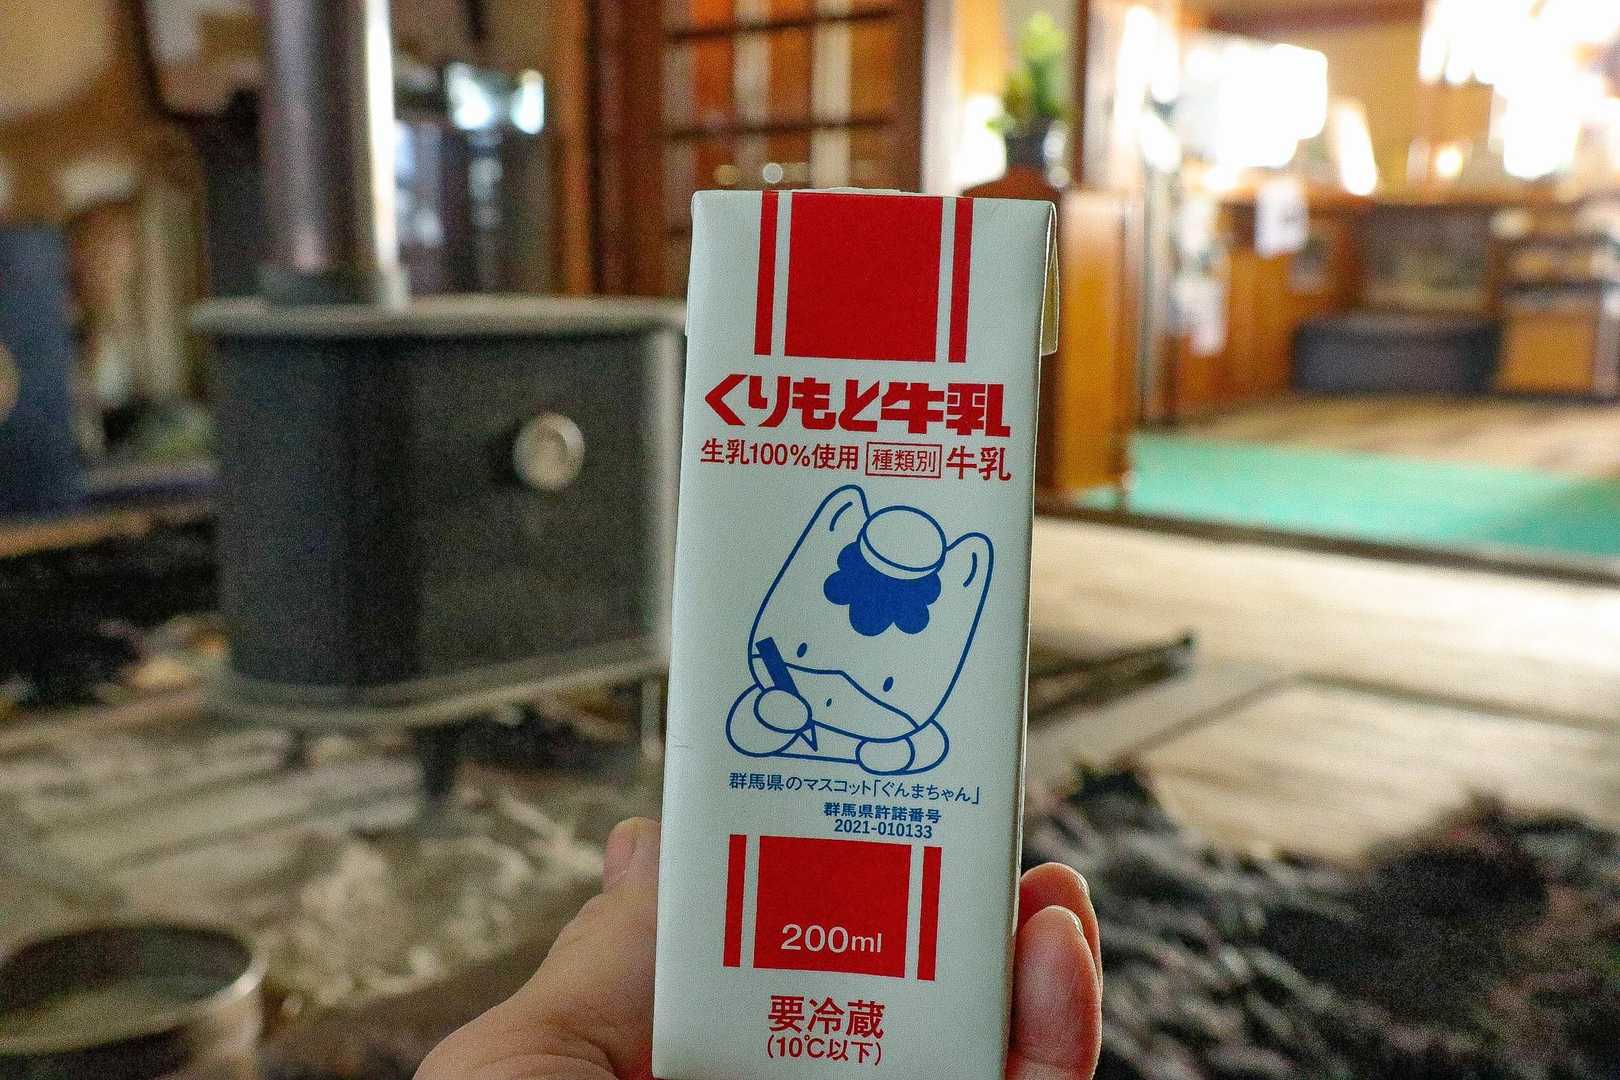 くりもと牛乳
生乳100%使用 種類別 牛乳
群馬県のマスコット「ぐんまちゃん」
群馬県許諾番号
2021-010133
200ml
要冷蔵
(10℃以下)